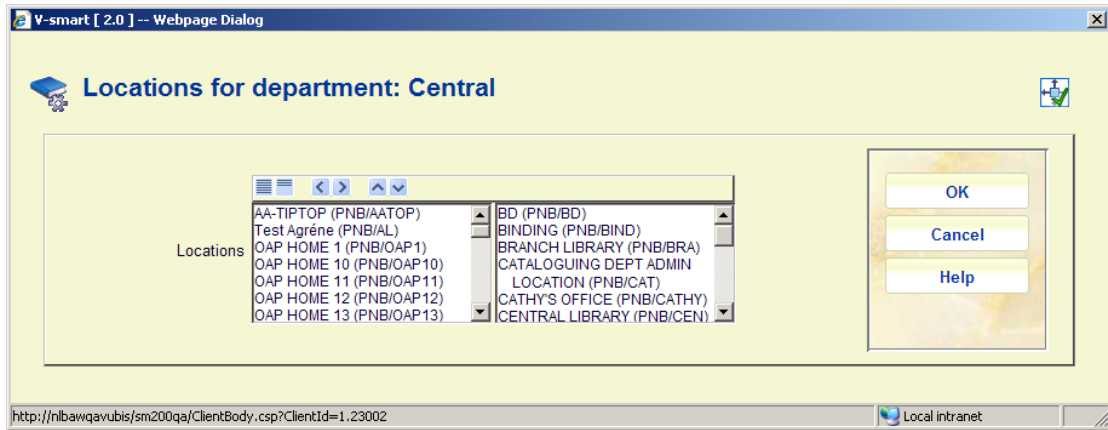 V-smart [ 2.0 ] -- Webpage Dialog
Locations for department: Central
Locations
AA-TIPTOP (PNB/AATOP)
Test Agréne (PNB/AL)
OAP HOME 1 (PNB/OAP1)
OAP HOME 10 (PNB/OAP10)
OAP HOME 11 (PNB/OAP11)
OAP HOME 12 (PNB/OAP12)
OAP HOME 13 (PNB/OAP13)
BD (PNB/BD)
BINDING (PNB/BIND)
BRANCH LIBRARY (PNB/BRA)
CATALOGUING DEPT ADMIN
LOCATION (PNB/CAT)
CATHY'S OFFICE (PNB/CATHY)
CENTRAL LIBRARY (PNB/CEN)
OK
Cancel
Help
http://nlbawqavubis/sm200qa/ClientBody.csp?ClientId=1.23002
Local intranet